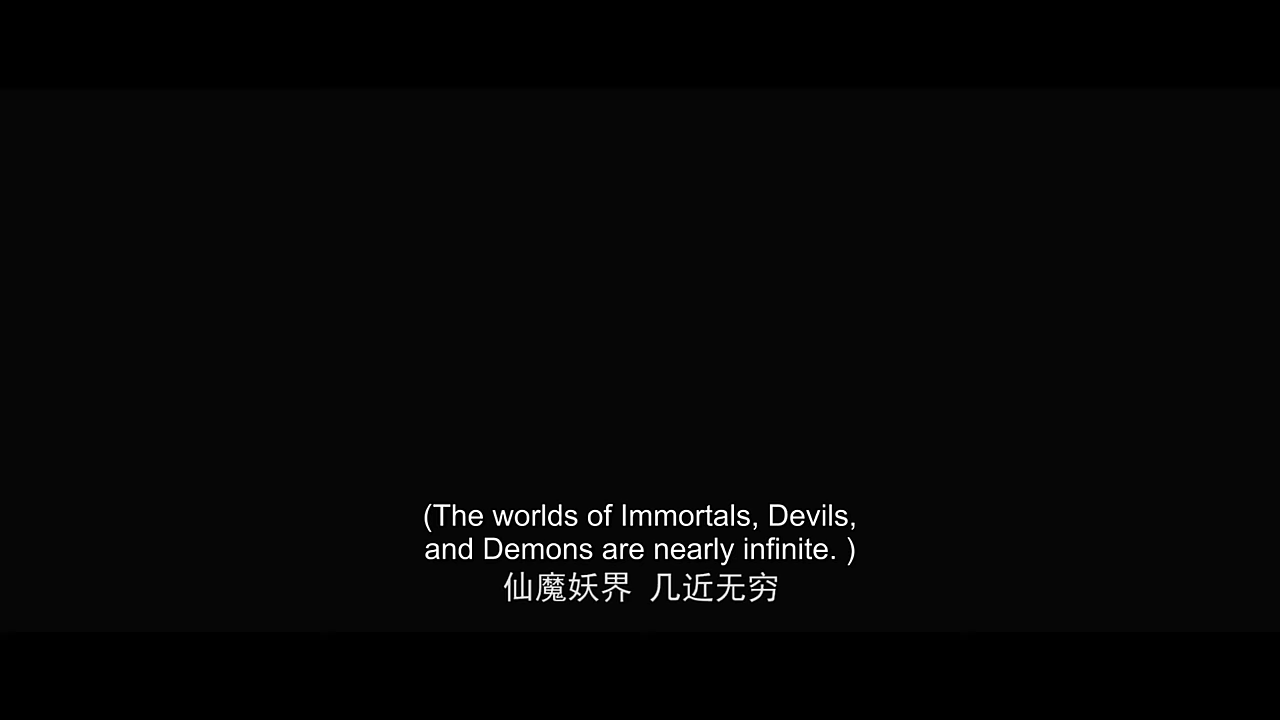 (The worlds of Immortals, Devils,
and Demons are nearly infinite. )
仙魔妖界 几近无穷